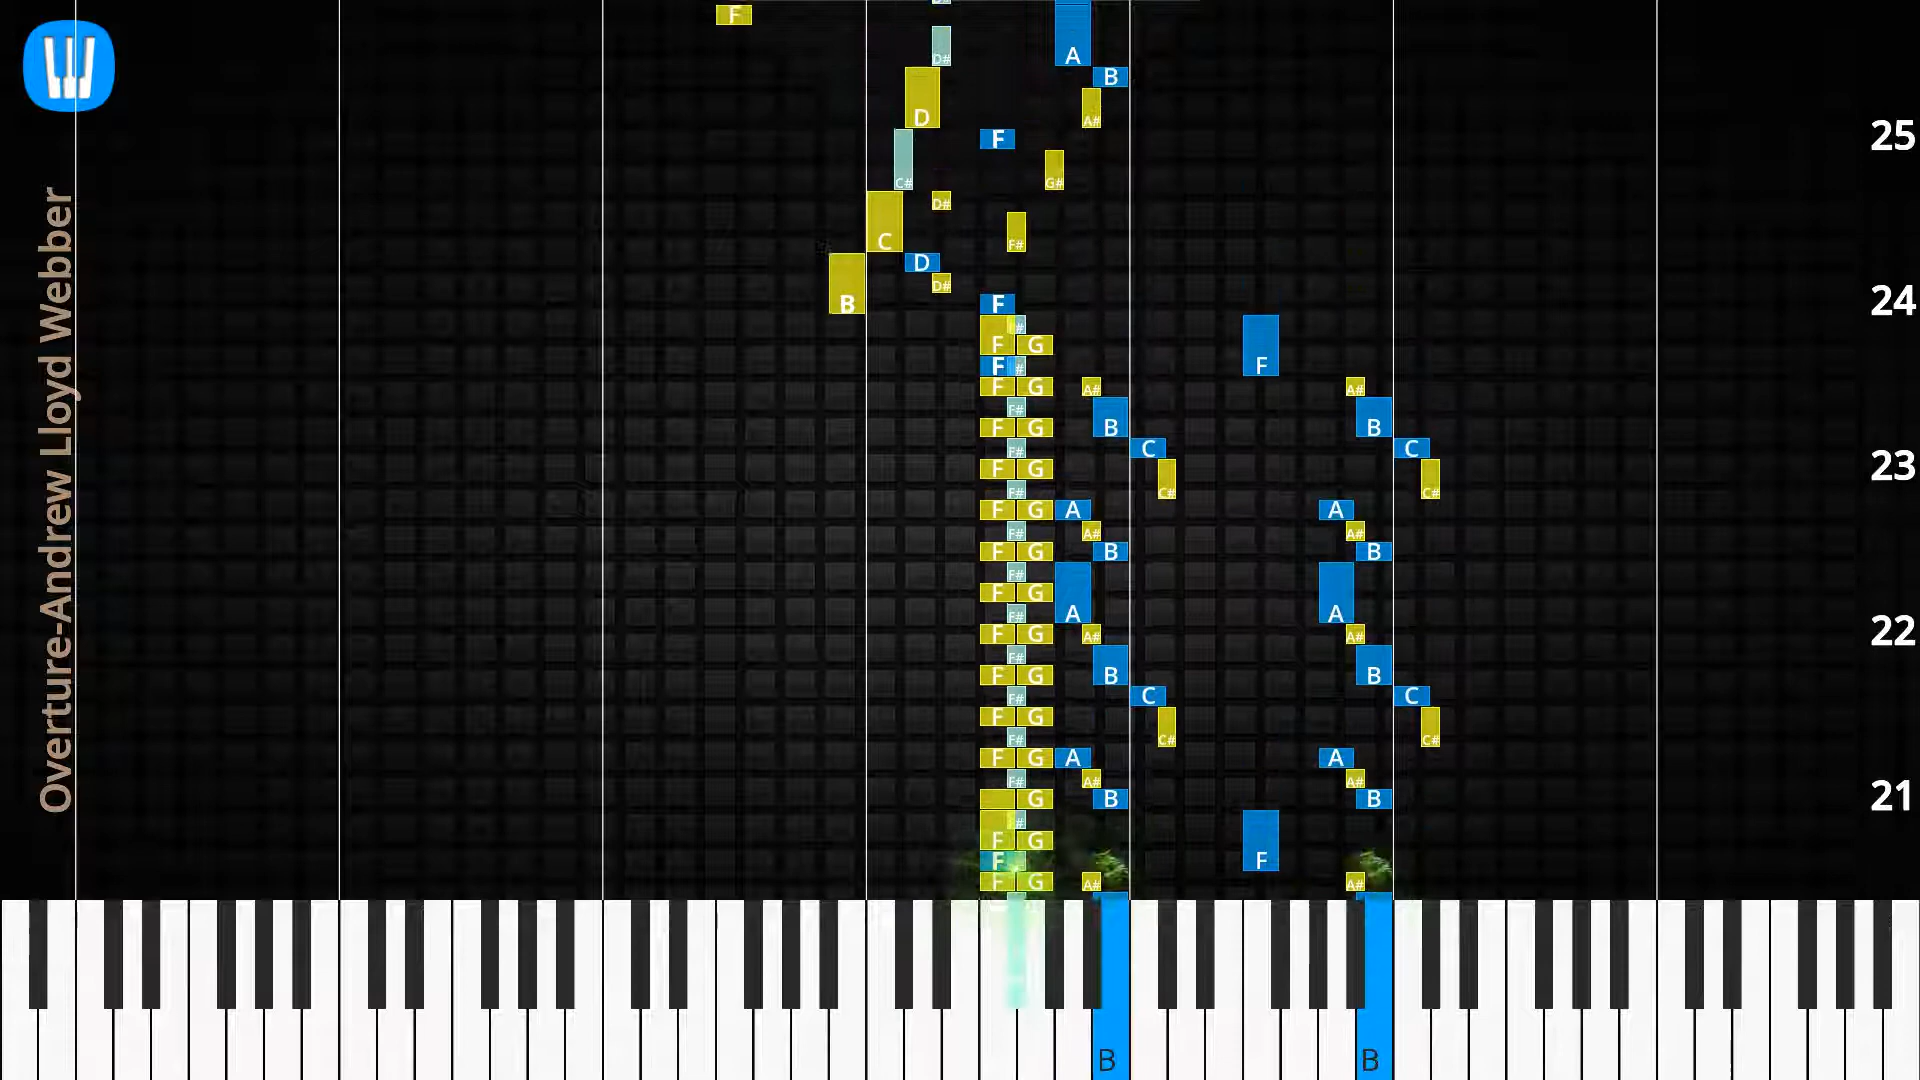 F
D#
A
B
D A#
25
F
C# G#
D#
C F#
D
D#
B
24
F
F #
F G
F # F
F G A# A#
F#
F G B B
F# C C
23
F G
F# C# C#
F G A A
F# A# A#
F G B B
F#
F G
F# A A
22
F G A# A#
F#
F G B B
F# C C
F G
F# C# C#
F G A A
F# A# A#
21
G B B
#
F G
F F
F G A# A#
B B
Overture-Andrew Lloyd Webber